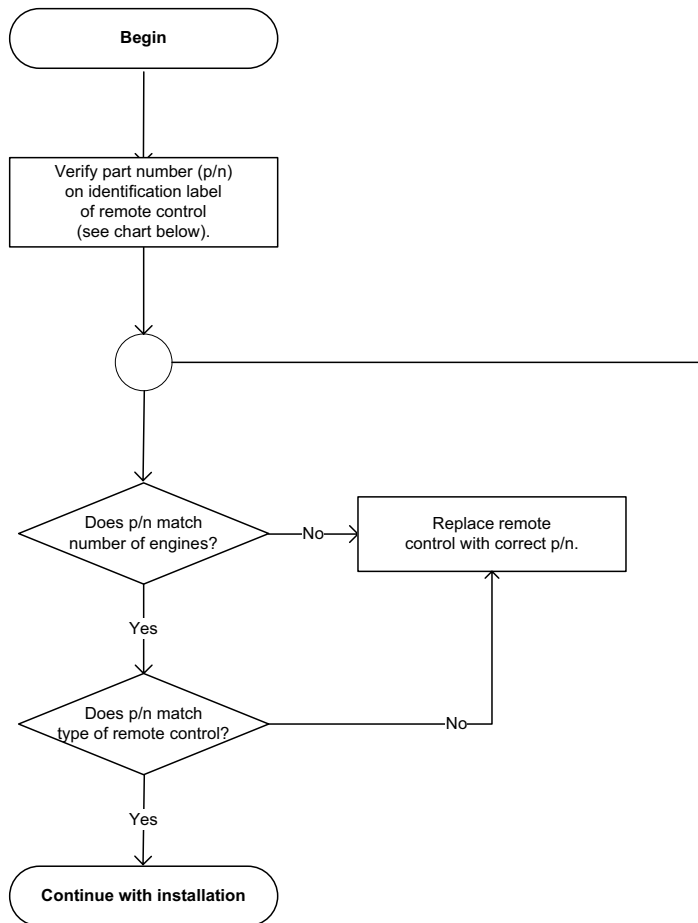 Begin
Verify part number (p/n)
on identification label
of remote control
(see chart below).
Does p/n match
number of engines?
No
Replace remote
control with correct p/n.
Yes
Does p/n match
type of remote control?
No
Yes
Continue with installation